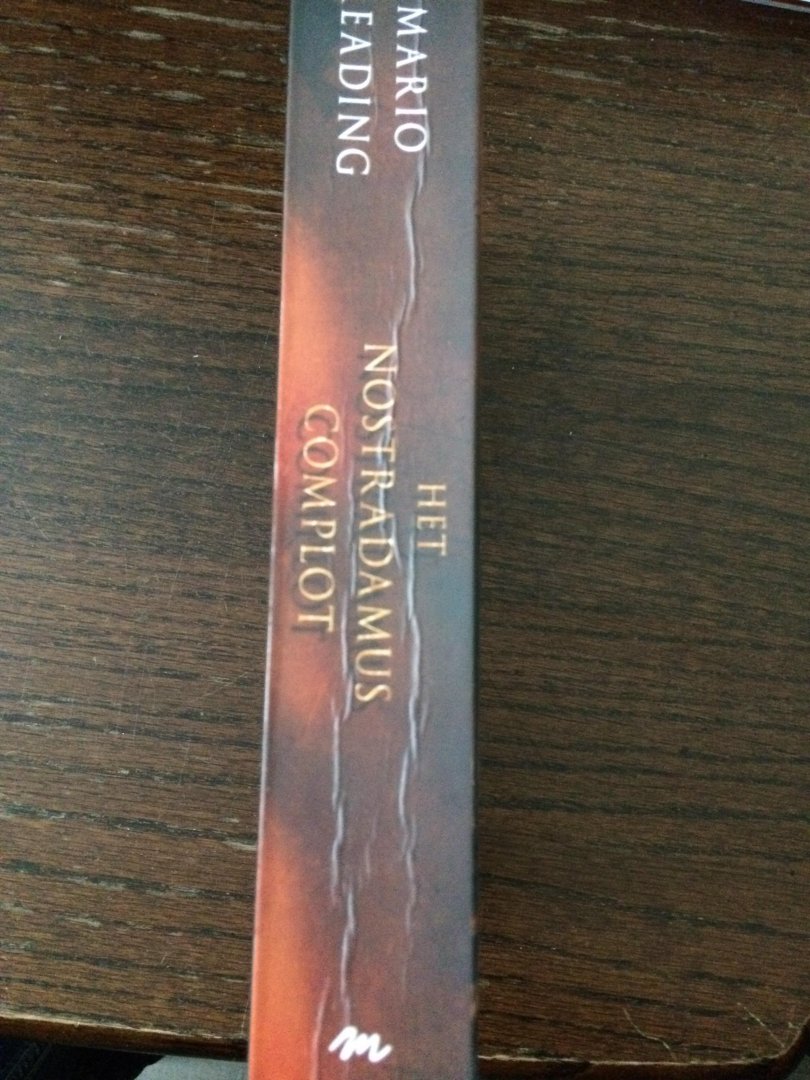 MARIO
READING
HET
NOSTRADAMUS
COMPLOT
m